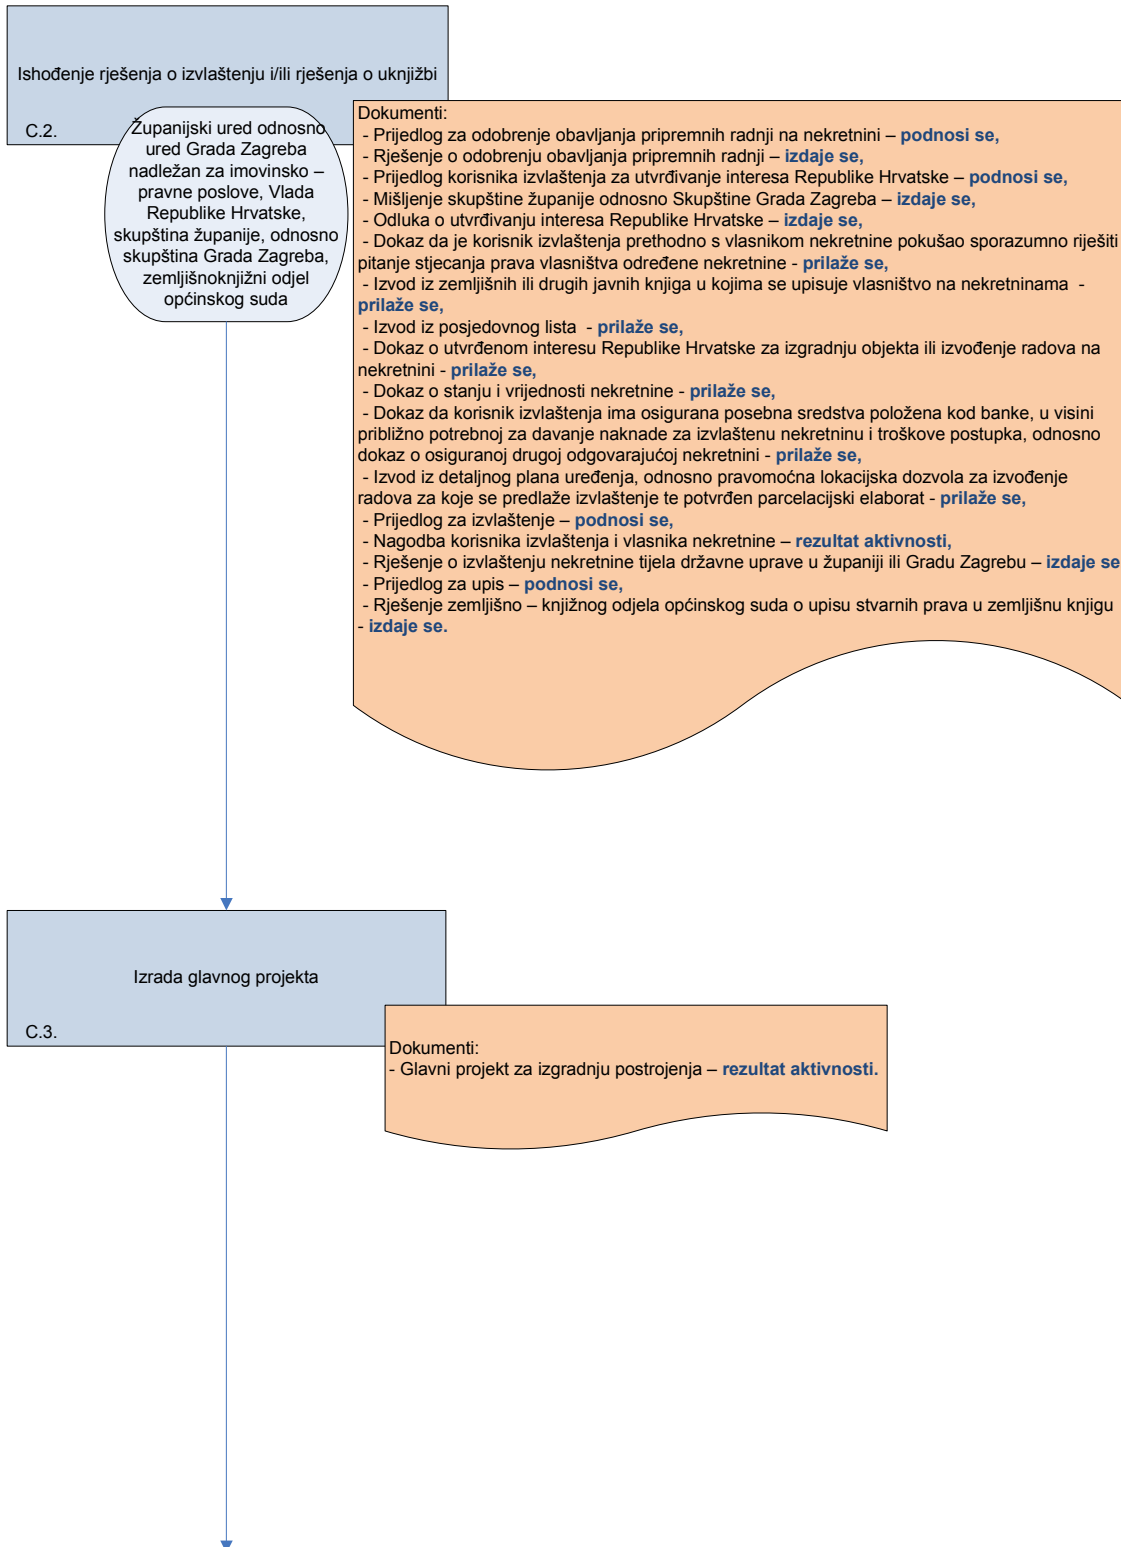 Ishođenje rješenja o izvlaštenju i/ili rješenja o uknjižbi
C.2.
Županijski ured odnosno
ured Grada Zagreba
nadležan za imovinsko –
pravne poslove, Vlada
Republike Hrvatske,
skupština županije, odnosno
skupština Grada Zagreba,
zemljišnoknjižni odjel
općinskog suda
Dokumenti:
- Prijedlog za odobrenje obavljanja pripremnih radnji na nekretnini – podnosi se,
- Rješenje o odobrenju obavljanja pripremnih radnji – izdaje se,
- Prijedlog korisnika izvlaštenja za utvrđivanje interesa Republike Hrvatske – podnosi se,
- Mišljenje skupštine županije odnosno Skupštine Grada Zagreba – izdaje se,
- Odluka o utvrđivanju interesa Republike Hrvatske – izdaje se,
- Dokaz da je korisnik izvlaštenja prethodno s vlasnikom nekretnine pokušao sporazumno riješiti
pitanje stjecanja prava vlasništva određene nekretnine - prilaže se,
- Izvod iz zemljišnih ili drugih javnih knjiga u kojima se upisuje vlasništvo na nekretninama -
prilaže se,
- Izvod iz posjedovnog lista - prilaže se,
- Dokaz o utvrđenom interesu Republike Hrvatske za izgradnju objekta ili izvođenje radova na
nekretnini - prilaže se,
- Dokaz o stanju i vrijednosti nekretnine - prilaže se,
- Dokaz da korisnik izvlaštenja ima osigurana posebna sredstva položena kod banke, u visini
približno potrebnoj za davanje naknade za izvlaštenu nekretninu i troškove postupka, odnosno
dokaz o osiguranoj drugoj odgovarajućoj nekretnini - prilaže se,
- Izvod iz detaljnog plana uređenja, odnosno pravomoćna lokacijska dozvola za izvođenje
radova za koje se predlaže izvlaštenje te potvrđen parcelacijski elaborat - prilaže se,
- Prijedlog za izvlaštenje – podnosi se,
- Nagodba korisnika izvlaštenja i vlasnika nekretnine – rezultat aktivnosti,
- Rješenje o izvlaštenju nekretnine tijela državne uprave u županiji ili Gradu Zagrebu – izdaje se
- Prijedlog za upis – podnosi se,
- Rješenje zemljišno – knjižnog odjela općinskog suda o upisu stvarnih prava u zemljišnu knjigu
- izdaje se.
Izrada glavnog projekta
C.3.
Dokumenti:
- Glavni projekt za izgradnju postrojenja – rezultat aktivnosti.